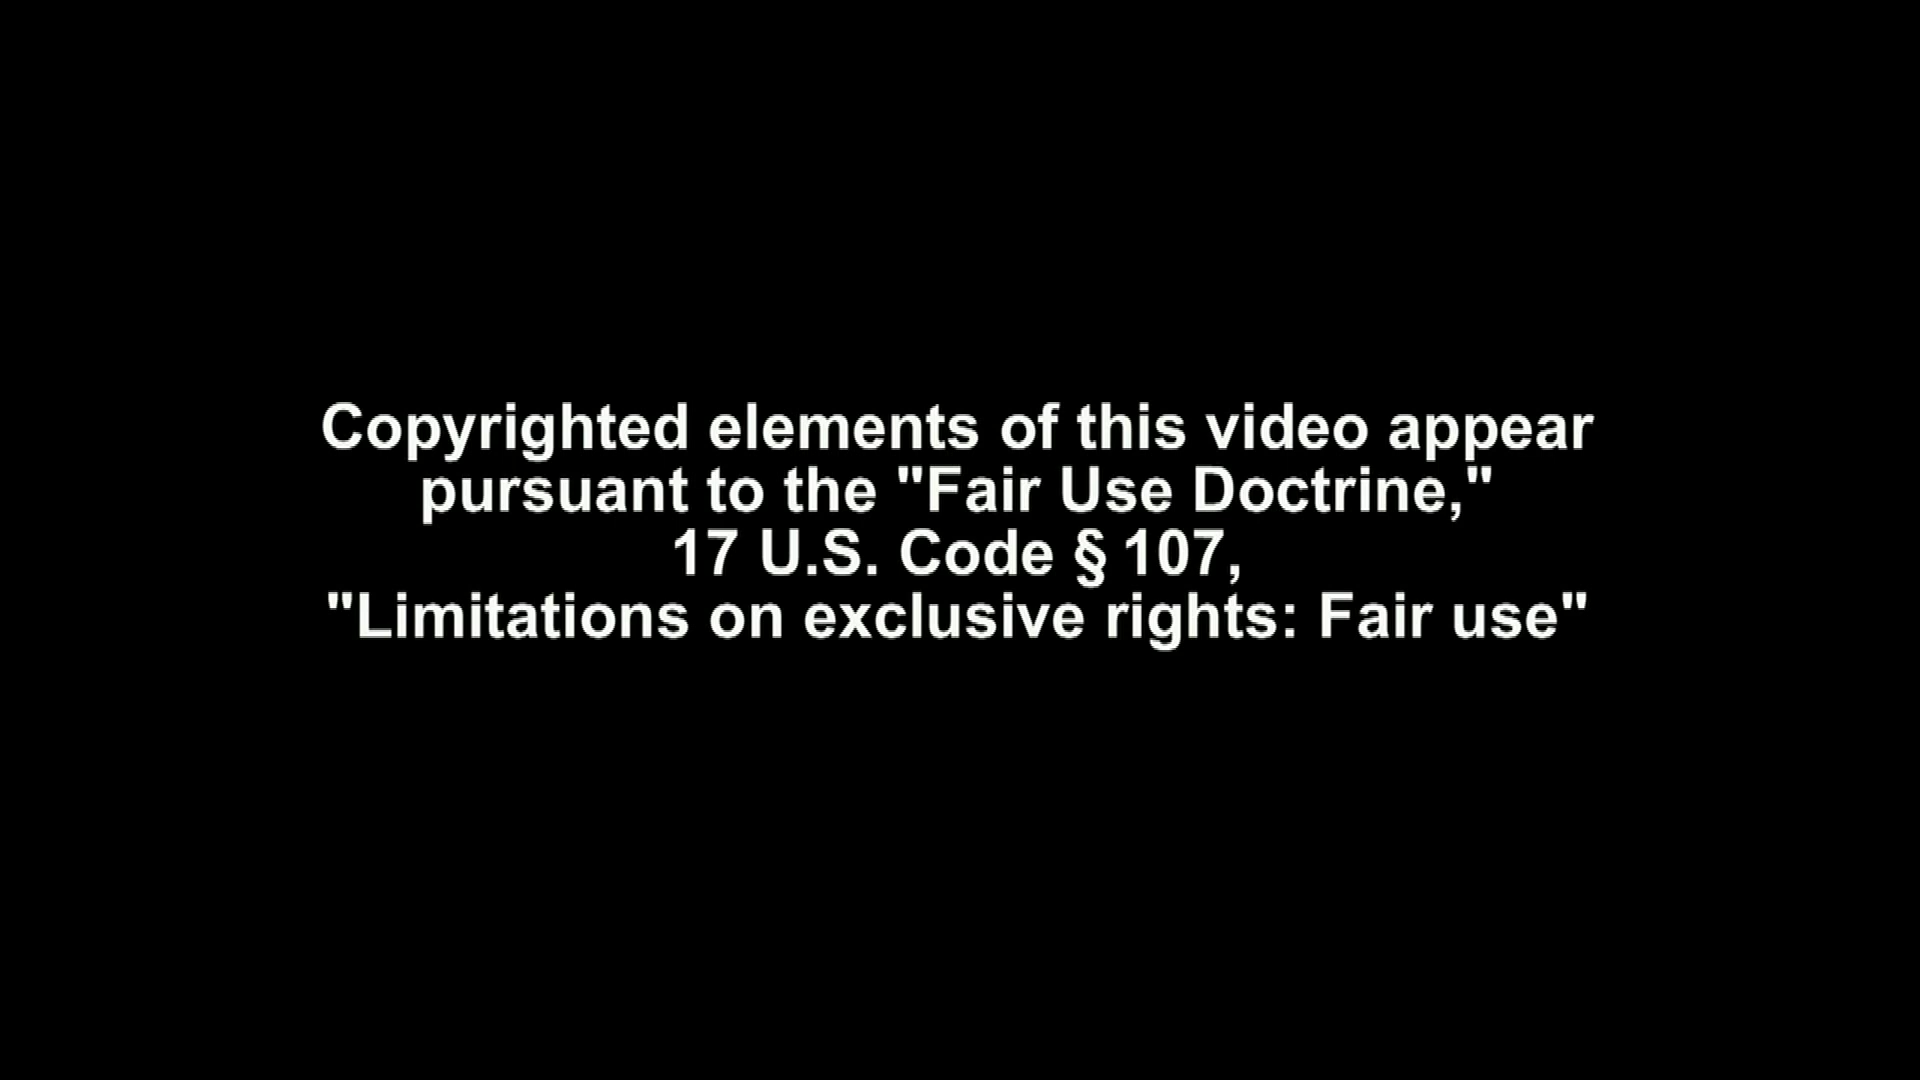 Copyrighted elements of this video appear
pursuant to the "Fair Use Doctrine,"
17 U.S. Code § 107,
"Limitations on exclusive rights: Fair use"